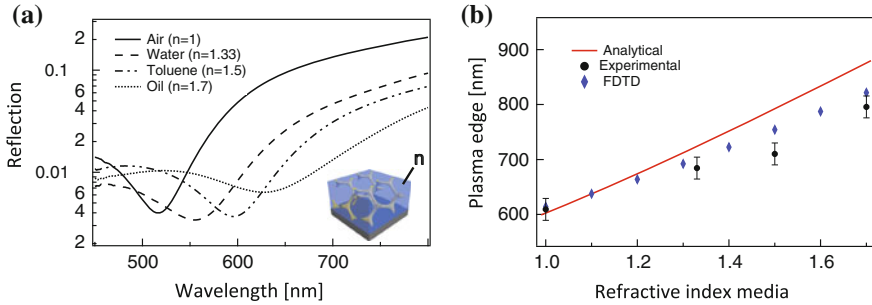 (a)
2
0.1
6
4
2
0.01
6
4
2
Reflection
Air (n=1)
Water (n=1.33)
Toluene (n=1.5)
Oil (n=1.7)
n
500
600
700
Wavelength [nm]
(b)
900
800
700
600
Plasma edge [nm]
Analytical
Experimental
FDTD
1.0
1.2
1.4
1.6
Refractive index media